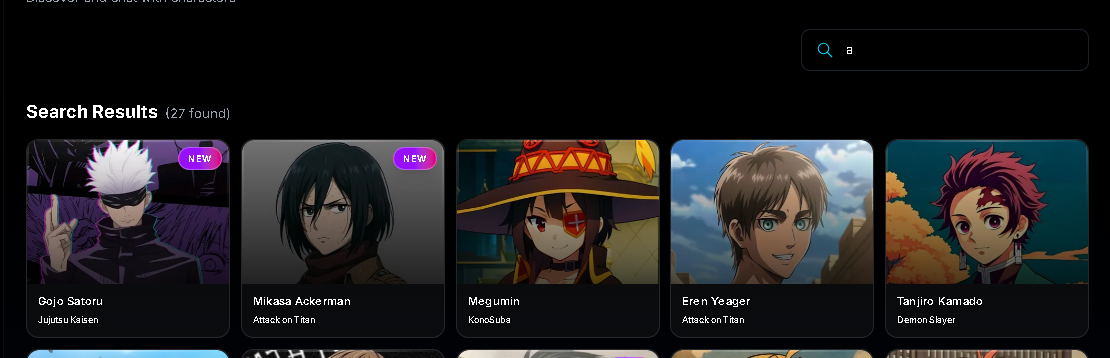 Discover and chat with characters
a
Search Results (27 found)
NEW
NEW
Gojo Satoru
Jujutsu Kaisen
Mikasa Ackerman
Attack on Titan
Megumin
KonoSuba
Eren Yeager
Attack on Titan
Tanjiro Kamado
Demon Slayer